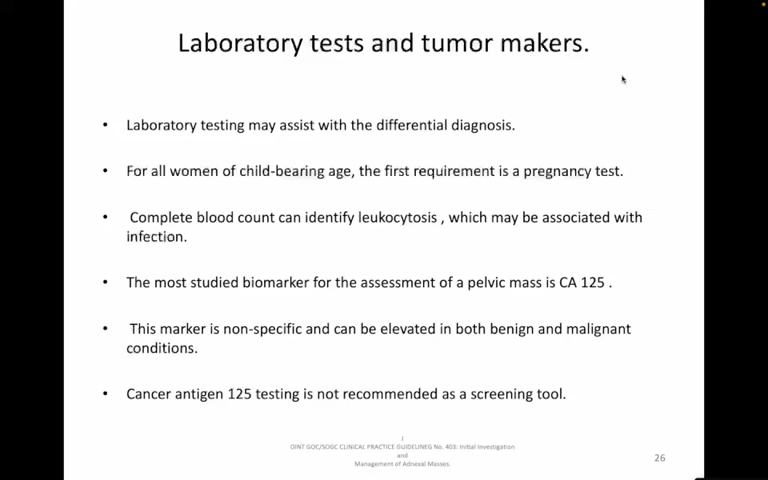 Laboratory tests and tumor makers.
• Laboratory testing may assist with the differential diagnosis.
• For all women of child-bearing age, the first requirement is a pregnancy test.
• Complete blood count can identify leukocytosis , which may be associated with
infection.
• The most studied biomarker for the assessment of a pelvic mass is CA 125 .
• This marker is non-specific and can be elevated in both benign and malignant
conditions.
• Cancer antigen 125 testing is not recommended as a screening tool.
J
OINT GOC/SOGC CLINICAL PRACTICE GUIDELINEG No. 403: Initial Investigation
and
Management of Adnexal Masses.
26